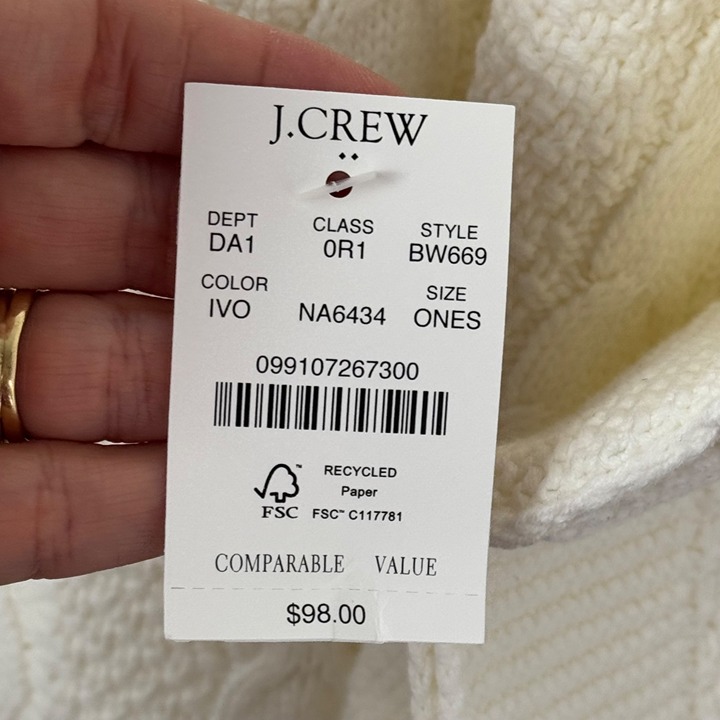 J.CREW
DEPT CLASS STYLE
DA1 0R1 BW669
COLOR SIZE
IVO NA6434 ONES
099107267300
RECYCLED
Paper
FSC™ C117781
FSC
COMPARABLE VALUE
$98.00